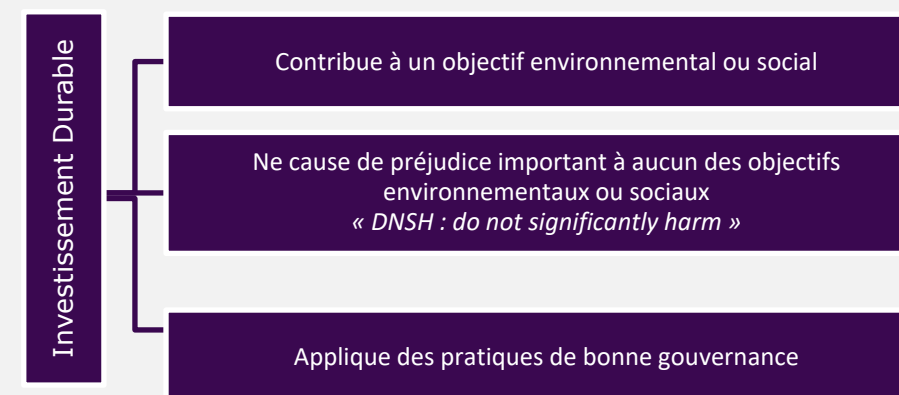 Investissement Durable
Contribue à un objectif environnemental ou social
Ne cause de préjudice important à aucun des objectifs
environnementaux ou sociaux
« DNSH : do not significantly harm »
Applique des pratiques de bonne gouvernance